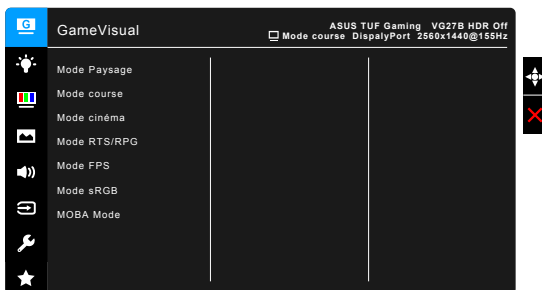 G
GameVisual
ASUS TUF Gaming VG27B HDR Off
Mode course DispalyPort 2560x1440@155Hz
Mode Paysage
Mode course
Mode cinéma
Mode RTS/RPG
Mode FPS
Mode sRGB
MOBA Mode